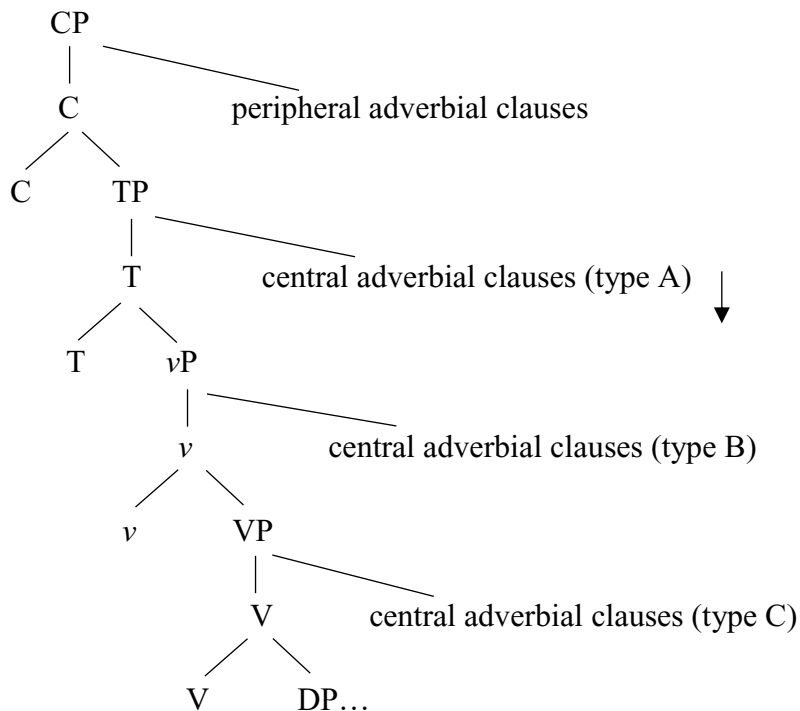 CP
C peripheral adverbial clauses
C TP
T central adverbial clauses (type A)
T vP
v central adverbial clauses (type B)
v VP
V central adverbial clauses (type C)
V DP…